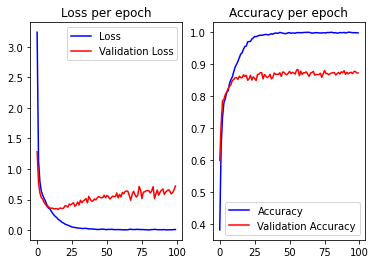 Loss per epoch
Loss
Validation Loss
3.0
2.5
2.0
1.5
1.0
0.5
0.0
0 25 50 75 100
Accuracy per epoch
1.0
0.9
0.8
0.7
0.6
0.5
0.4
Accuracy
Validation Accuracy
0 25 50 75 100